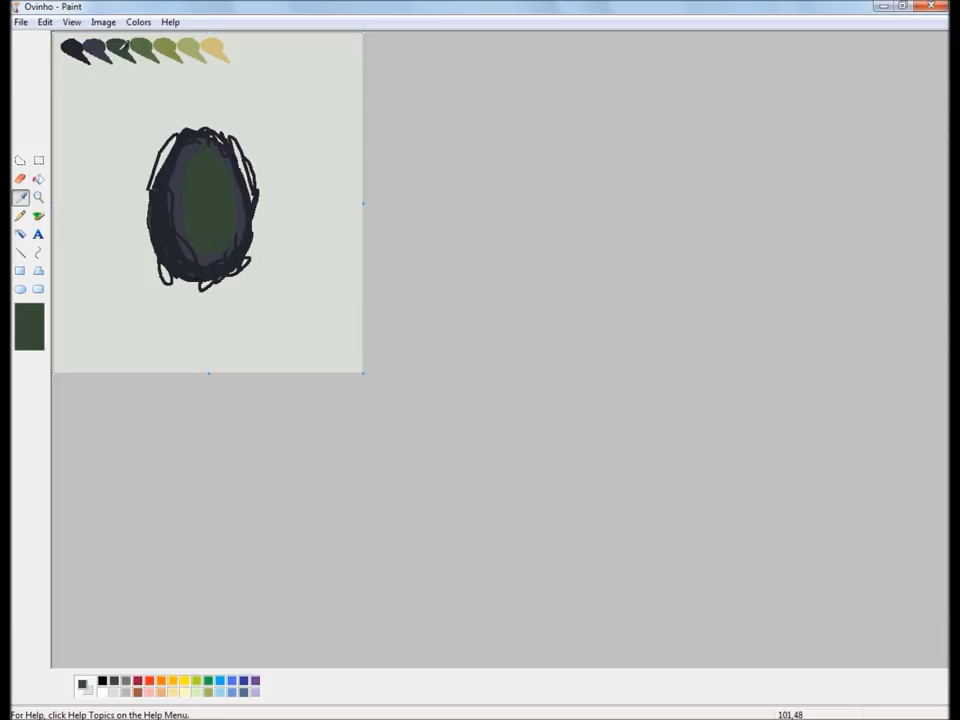 Ovinho - Paint
File Edit View Image Colors Help
A
For Help, click Help Topics on the Help Menu.
101,48